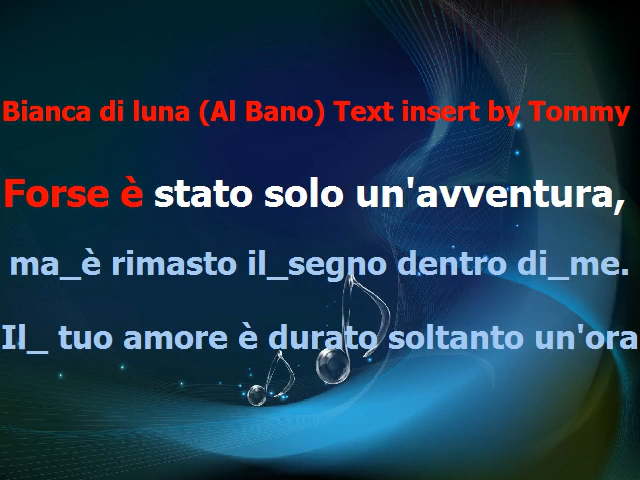 Bianca di luna (Al Bano) Text insert by Tommy
Forse è stato solo un'avventura,
ma_è rimasto il_segno dentro di_me.
Il_ tuo amore è durato soltanto un'ora